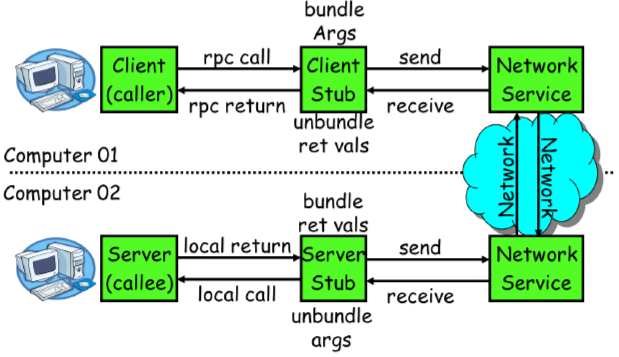 bundle
Args
Client
(caller)
rpc call
rpc return
Client
Stub
send
receive
Network
Service
unbundle
ret vals
Computer 01
Network
Network
Computer 02
bundle
ret vals
Server
(callee)
local return
local call
Server
Stub
send
receive
Network
Service
unbundle
args